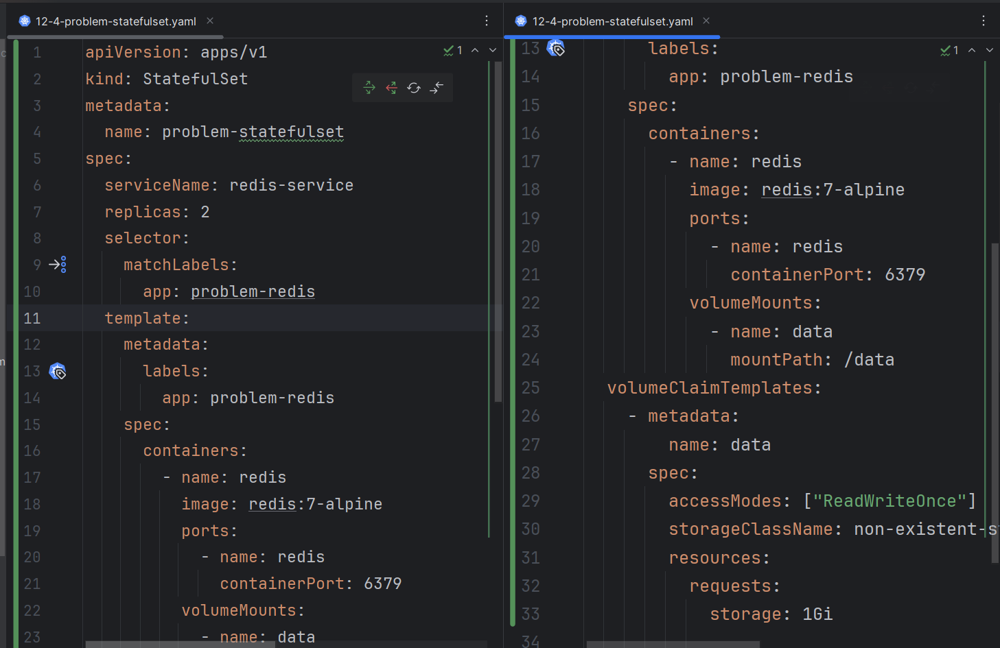 12-4-problem-statefulset.yaml
1
1 apiVersion: apps/v1
2 kind: StatefulSet
3 metadata:
4 name: problem-statefulset
5 spec:
6 serviceName: redis-service
7 replicas: 2
8 selector:
9 matchLabels:
10 app: problem-redis
11 template:
12 metadata:
13 labels:
14 app: problem-redis
15 spec:
16 containers:
17 - name: redis
18 image: redis:7-alpine
19 ports:
20 - name: redis
21 containerPort: 6379
22 volumeMounts:
23 - name: data
12-4-problem-statefulset.yaml
1
13 labels:
14 app: problem-redis
15 spec:
16 containers:
17 - name: redis
18 image: redis:7-alpine
19 ports:
20 - name: redis
21 containerPort: 6379
22 volumeMounts:
23 - name: data
24 mountPath: /data
25 volumeClaimTemplates:
26 - metadata:
27 name: data
28 spec:
29 accessModes: ["ReadWriteOnce"]
30 storageClassName: non-existent-s
31 resources:
32 requests:
33 storage: 1Gi
34